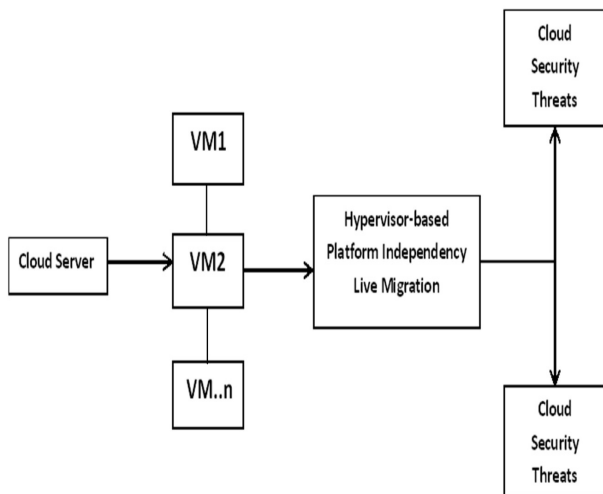 Cloud
Security
Threats
VM1
Cloud Server
VM2
Hypervisor-based
Platform Independency
Live Migration
VM..n
Cloud
Security
Threats